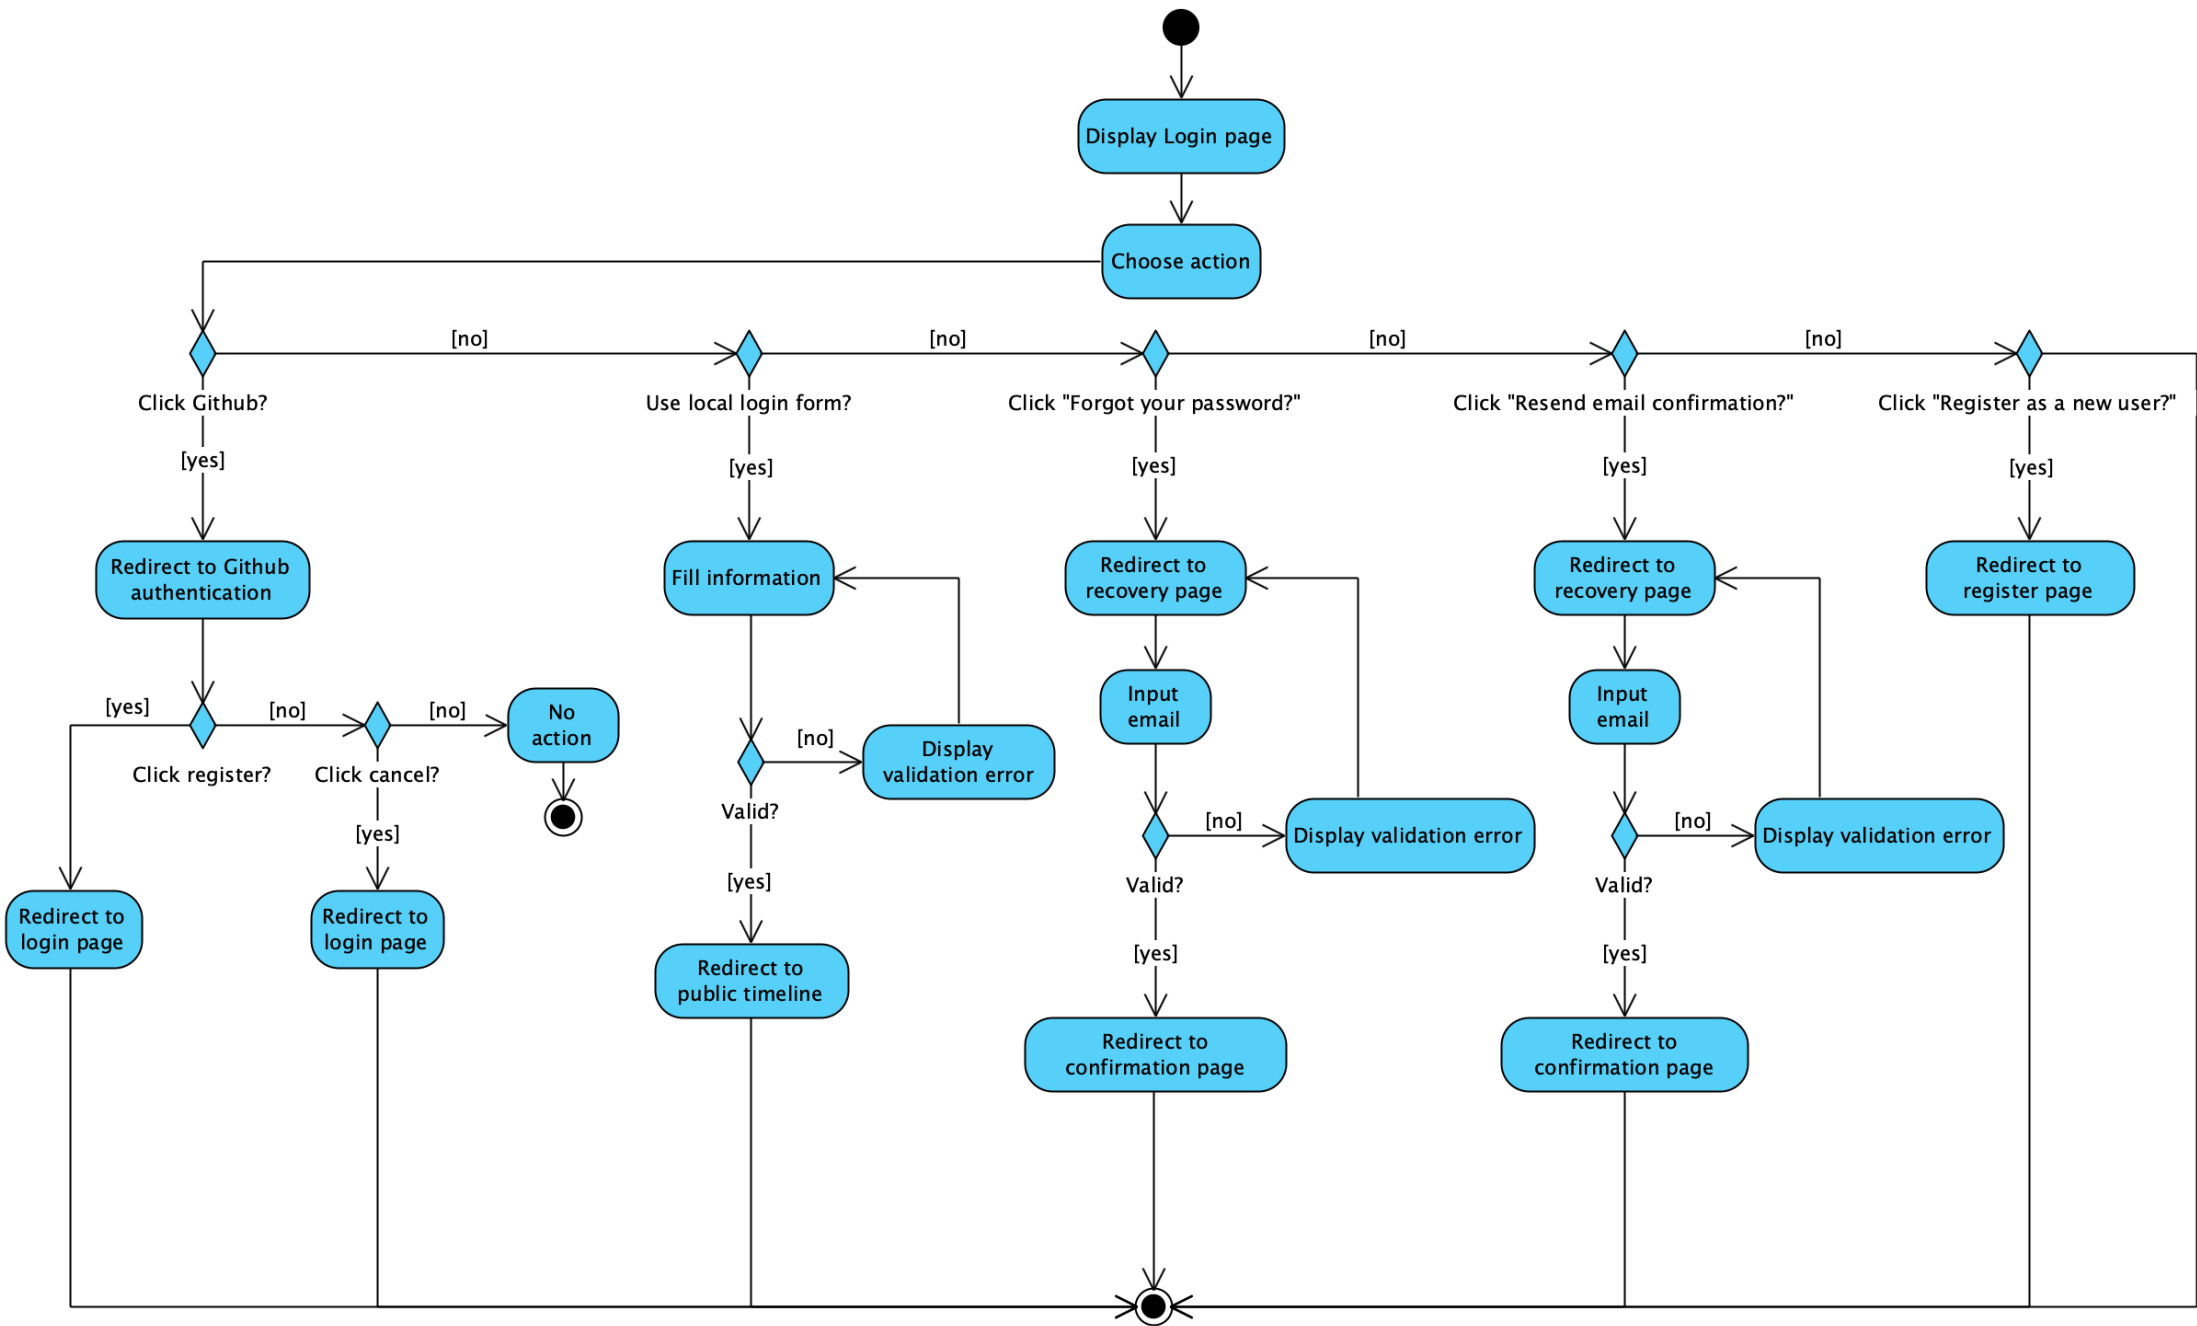 Display Login page
Choose action
[no]
[no]
[no]
[no]
Click Github?
Use local login form?
Click "Forgot your password?"
Click "Resend email confirmation?"
Click "Register as a new user?"
[yes]
[yes]
[yes]
[yes]
[yes]
Redirect to Github
authentication
Fill information
Redirect to
recovery page
Redirect to
recovery page
Redirect to
register page
[yes]
[no]
[no]
No
action
Click register?
Click cancel?
[yes]
Redirect to
login page
Redirect to
login page
[no]
Display
validation error
Valid?
[yes]
Redirect to
public timeline
Input
email
[no]
Display validation error
Valid?
[yes]
Redirect to
confirmation page
Input
email
[no]
Display validation error
Valid?
[yes]
Redirect to
confirmation page